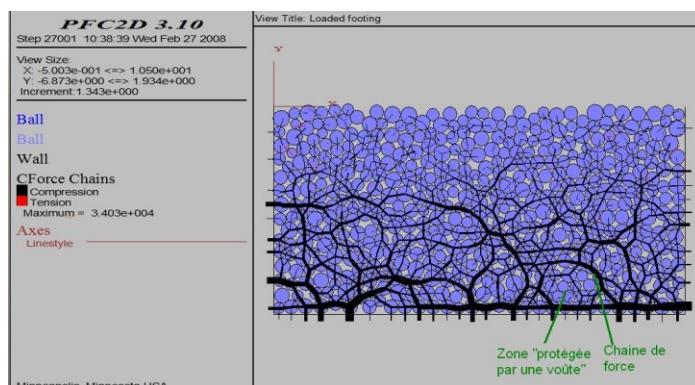 PFC2D 3.10
Step 27001 10:38:39 Wed Feb 27 2008
View Size:
X: -5.003e-001 <=> 1.050e+001
Y: -6.873e+000 <=> 1.934e+000
Increment:1.343e+000
Ball
Ball
Wall
CForce Chains
Compression
Tension
Maximum = 3.403e+004
Axes
Linestyle
View Title: Loaded footing
Y
X
Zone "protégée
par une voûte"
Chaine de
force
Minneapolis, Minnesota USA